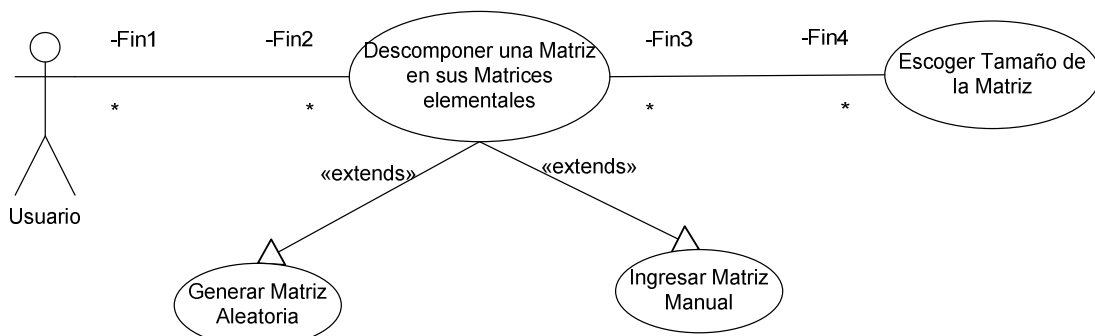 -Fin1
-Fin2
Descomponer una Matriz
en sus Matrices
elementales
-Fin3
-Fin4
Escoger Tamaño de
la Matriz
*
*
*
*
«extends»
«extends»
Usuario
Generar Matriz
Aleatoria
Ingresar Matriz
Manual